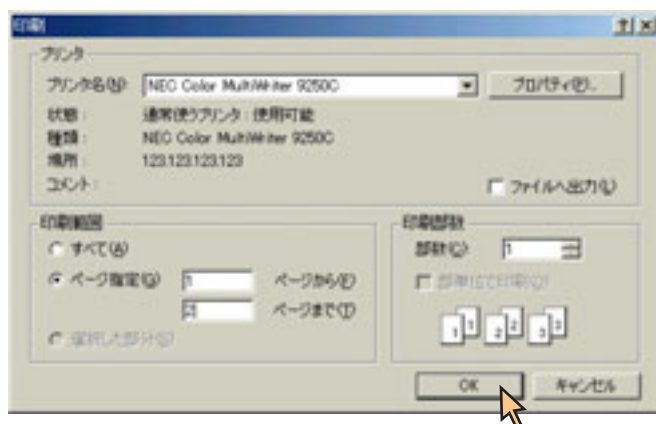 印刷
プリンタ
プリンタ名(N): NEC Color MultiWriter 9250C プロパティ(P)...
状態: 通常使うプリンタ: 使用可能
種類: NEC Color MultiWriter 9250C
場所: 123.123.123.123
コメント: ファイルへ出力(L)
印刷範囲
すべて(A)
ページ指定(G) 1 ページから(F)
ページまで(T)
選択した部分(S)
印刷部数
部数(C): 1
部単位で印刷(O)
1 1 2 2 3 3
OK キャンセル